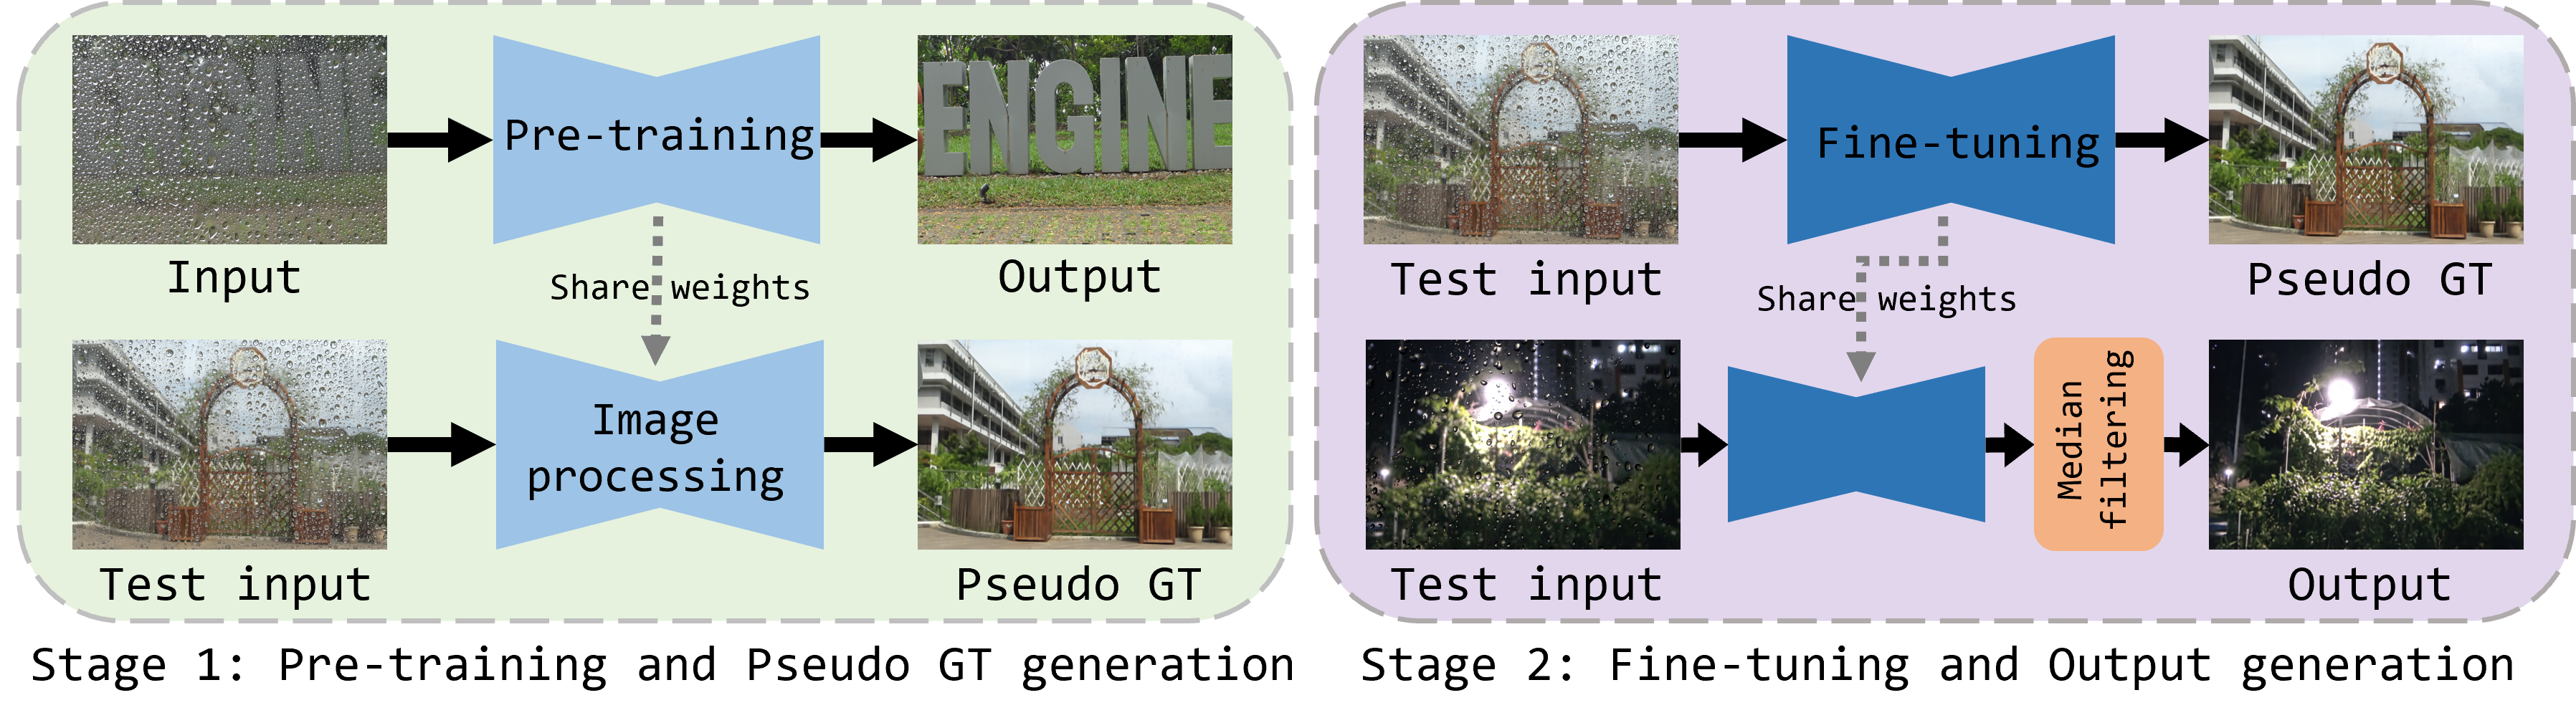 ENGINE
Pre-training
Input
Share weights
Output
Image
processing
Test input
Pseudo GT
Stage 1: Pre-training and Pseudo GT generation
Fine-tuning
Test input
Share weights
Pseudo GT
Median
filtering
Test input
Output
Stage 2: Fine-tuning and Output generation